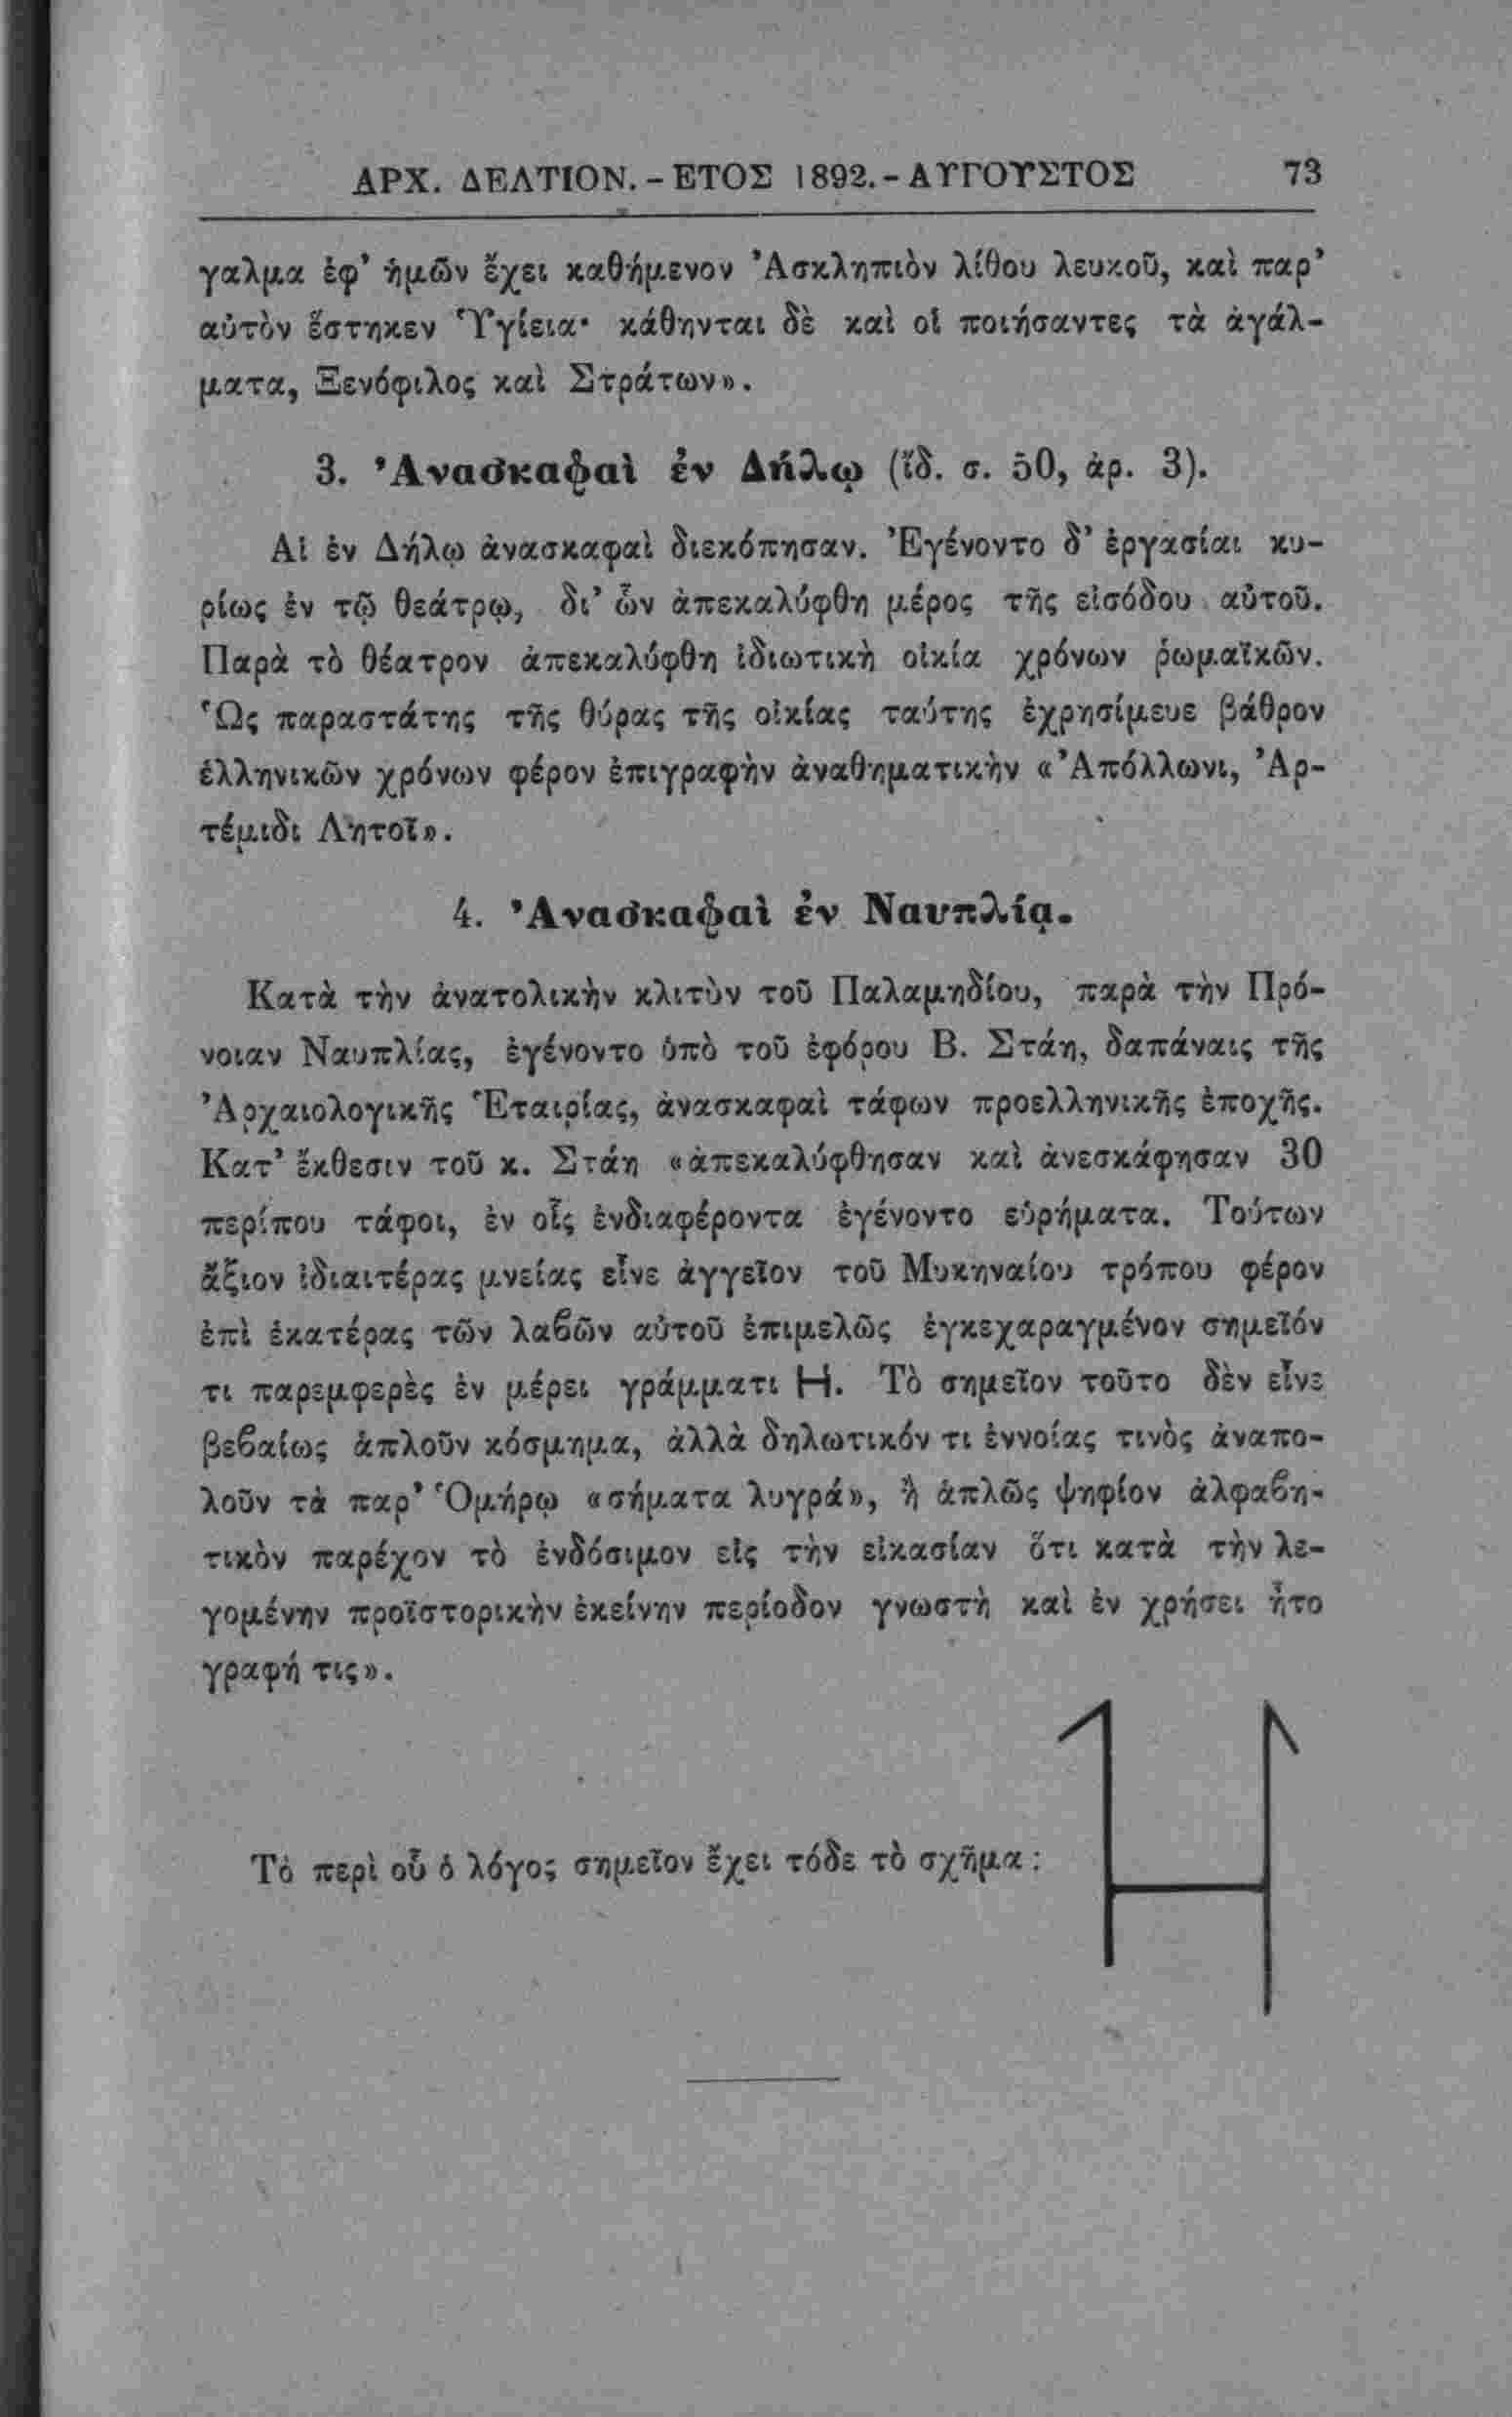 ΑΡΧ. ΔΕΛΤΙΟΝ. - ΕΤΟΣ 1892. - ΑΥΓΟΥΣΤΟΣ 73
γαλμα ἐφ’ ἡμῶν ἔχει καθήμενον Ἀσκληπιὸν λίθου λευκοῦ, καὶ παρ’
αὐτὸν ἕστηκεν Ὑγίεια· κάθηνται δὲ καὶ οἱ ποιήσαντες τὰ ἀγάλ-
ματα, Ξενόφιλος καὶ Στράτων».
3. Ἀνασκαφαὶ ἐν Δήλῳ (ἴδ. σ. 50, ἀρ. 3).
Αἱ ἐν Δήλῳ ἀνασκαφαὶ διεκόπησαν. Ἐγένοντο δ’ ἐργασίαι κυ-
ρίως ἐν τῷ θεάτρῳ, δι’ ὧν ἀπεκαλύφθη μέρος τῆς εἰσόδου αὐτοῦ.
Παρὰ τὸ θέατρον ἀπεκαλύφθη ἰδιωτικὴ οἰκία χρόνων ῥωμαϊκῶν.
Ὡς παραστάτης τῆς θύρας τῆς οἰκίας ταύτης ἐχρησίμευε βάθρον
ἑλληνικῶν χρόνων φέρον ἐπιγραφὴν ἀναθηματικὴν «Ἀπόλλωνι, Ἀρ-
τέμιδι Λητοῖ».
4. Ἀνασκαφαὶ ἐν Ναυπλίᾳ.
Κατὰ τὴν ἀνατολικὴν κλιτὺν τοῦ Παλαμηδίου, παρὰ τὴν Πρό-
νοιαν Ναυπλίας, ἐγένοντο ὑπὸ τοῦ ἐφόρου Β. Στάη, δαπάναις τῆς
Ἀρχαιολογικῆς Ἑταιρίας, ἀνασκαφαὶ τάφων προελληνικῆς ἐποχῆς.
Κατ’ ἔκθεσιν τοῦ κ. Στάη «ἀπεκαλύφθησαν καὶ ἀνεσκάφησαν 30
περίπου τάφοι, ἐν οἷς ἐνδιαφέροντα ἐγένοντο εὑρήματα. Τούτων
ἄξιον ἰδιαιτέρας μνείας εἶνε ἀγγεῖον τοῦ Μυκηναίου τρόπου φέρον
ἐπὶ ἑκατέρας τῶν λαβῶν αὐτοῦ ἐπιμελῶς ἐγκεχαραγμένον σημεῖόν
τι παρεμφερὲς ἐν μέρει γράμματι Η. Τὸ σημεῖον τοῦτο δὲν εἶνε
βεβαίως ἁπλοῦν κόσμημα, ἀλλὰ δηλωτικόν τι ἐννοίας τινὸς ἀναπο-
λοῦν τὰ παρ’ Ὁμήρῳ «σήματα λυγρά», ἢ ἁπλῶς ψηφίον ἀλφαβη-
τικὸν παρέχον τὸ ἐνδόσιμον εἰς τὴν εἰκασίαν ὅτι κατὰ τὴν λε-
γομένην προϊστορικὴν ἐκείνην περίοδον γνωστὴ καὶ ἐν χρήσει ἦτο
γραφή τις».
Τὸ περὶ οὗ ὁ λόγος σημεῖον ἔχει τόδε τὸ σχῆμα :